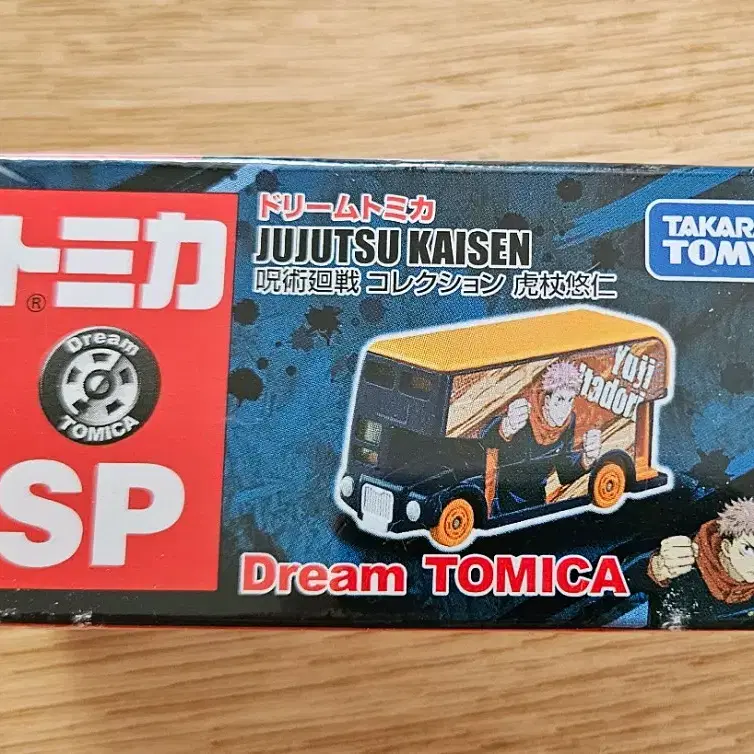 トミカ
®
Dream
TOMICA
SP
ドリームトミカ
JUJUTSU KAISEN
呪術廻戦 コレクション 虎杖悠仁
TAKARA
TOMY
Yuji
Itadori
Dream TOMICA